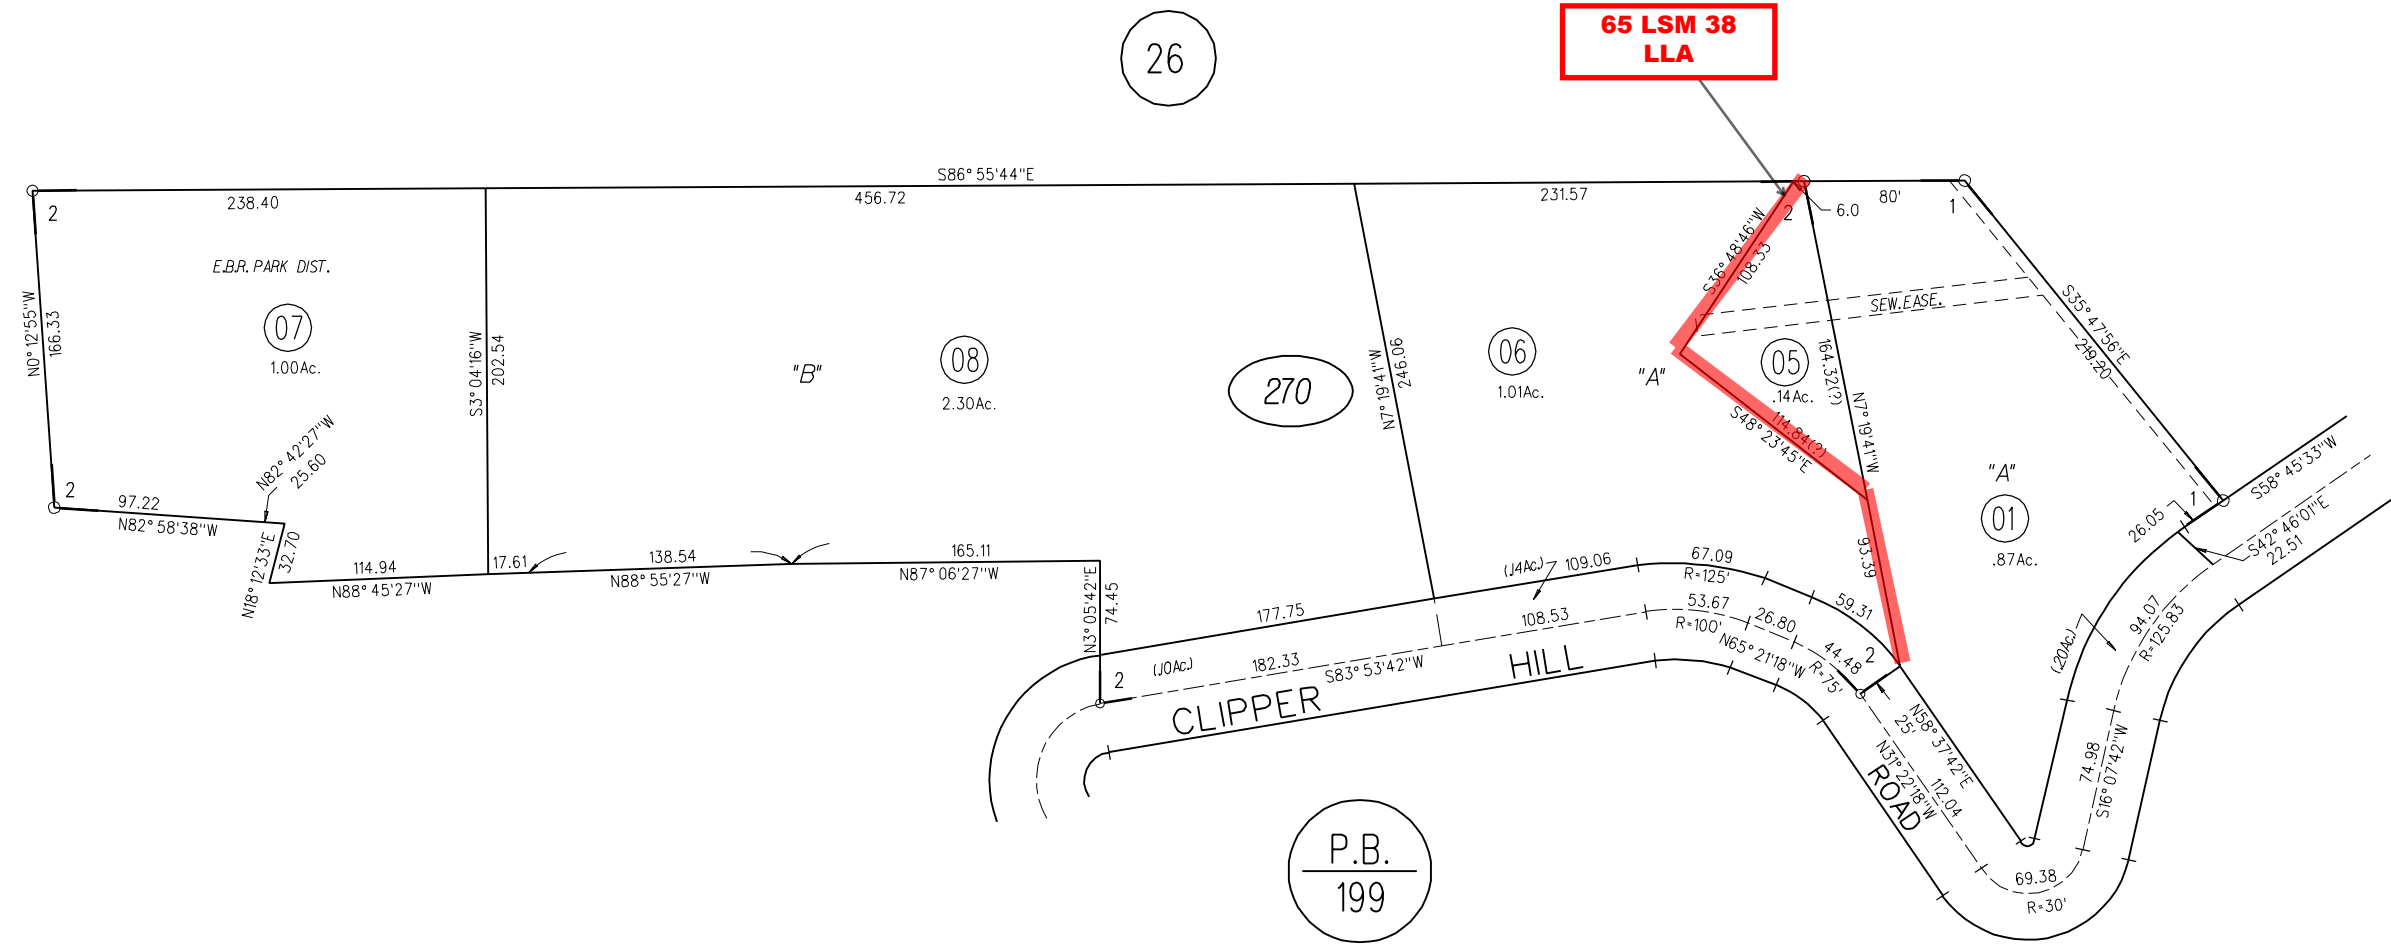 65 LSM 38
LLA
26
S86° 55'44"E
238.40
456.72
231.57
6.0
80'
2
2
1
E.B.R. PARK DIST.
07
1.00Ac.
N0° 12'55"W
166.33
S3° 04'16"W
202.54
"B"
08
2.30Ac.
270
N7° 19'41"W
246.06
06
1.01Ac.
"A"
S36° 48'46"W
108.33
SEW.EASE.
05
.14Ac.
164.32(?)
N7° 19'41"W
114.84(?)
S48° 23'45"E
S35° 47'56"E
219.20
"A"
01
.87Ac.
93.39
1
S58° 45'33"W
26.05
S42° 46'01"E
22.51
2
97.22
N82° 58'38"W
N82° 42'27"W
25.60
N18° 12'33"E
32.70
114.94
N88° 45'27"W
17.61
138.54
N88° 55'27"W
165.11
N87° 06'27"W
N3° 05'42"E
74.45
2
177.75
(.10Ac.)
182.33
S83° 53'42"W
(.14Ac.)
109.06
108.53
67.09
R=125'
53.67
R=100'
26.80
N65° 21'18"W
59.31
44.48
R=75'
2
25'
N58° 37'42"E
N31° 22'18"W
112.04
CLIPPER HILL ROAD
69.38
R=30'
74.98
S16° 07'42"W
(.20Ac.)
94.07
R=125.83
P.B.
199